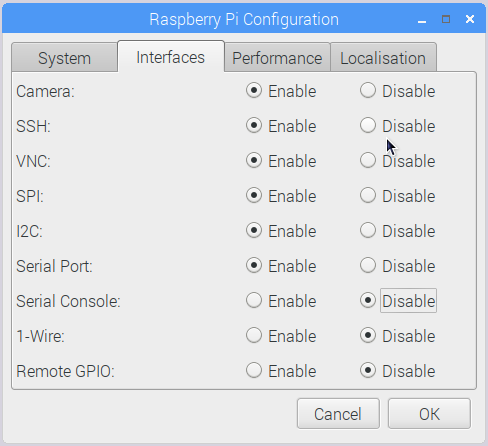 Raspberry Pi Configuration
System Interfaces Performance Localisation
Camera: Enable Disable
SSH: Enable Disable
VNC: Enable Disable
SPI: Enable Disable
I2C: Enable Disable
Serial Port: Enable Disable
Serial Console: Enable Disable
1-Wire: Enable Disable
Remote GPIO: Enable Disable
Cancel OK